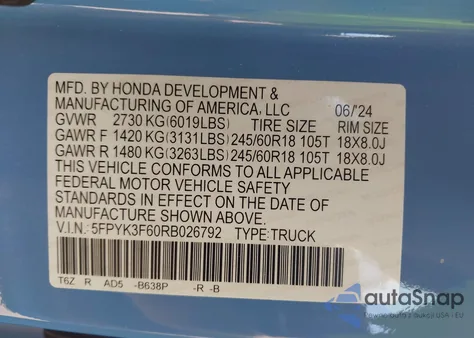 MFD. BY HONDA DEVELOPMENT &
MANUFACTURING OF AMERICA, LLC 06/24
GVWR 2730 KG(6019LBS) TIRE SIZE RIM SIZE
GAWR F 1420 KG(3131LBS) 245/60R18 105T 18X8.0J
GAWR R 1480 KG(3263LBS) 245/60R18 105T 18X8.0J
THIS VEHICLE CONFORMS TO ALL APPLICABLE
FEDERAL MOTOR VEHICLE SAFETY
STANDARDS IN EFFECT ON THE DATE OF
MANUFACTURE SHOWN ABOVE.
V.I.N.: 5FPYK3F60RB026792 TYPE:TRUCK
T6Z R AD5 -B638P -R -B
autoSnap